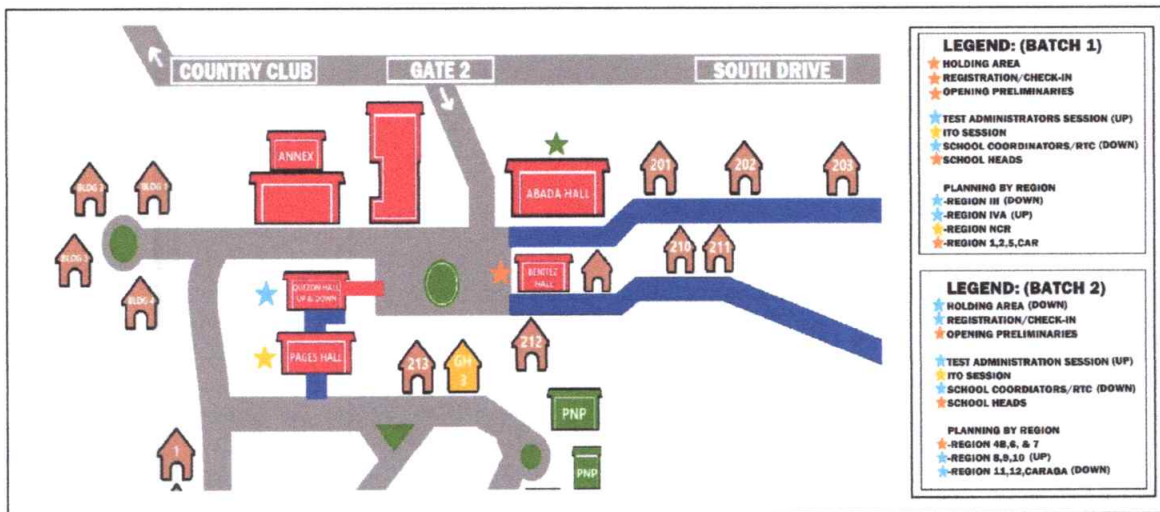 COUNTRY CLUB
GATE 2
SOUTH DRIVE
ANNEX
ABADA HALL
201
202
203
BLDG 2
BLDG 1
210
211
BENITEZ
HALL
QUEZON HALL
UP & DOWN
BLDG 4
212
PAGES HALL
213
GH
3
PNP
1
PNP
LEGEND: (BATCH 1)
HOLDING AREA
REGISTRATION/CHECK-IN
OPENING PRELIMINARIES
TEST ADMINISTRATORS SESSION (UP)
ITO SESSION
SCHOOL COORDINATORS/RTC (DOWN)
SCHOOL HEADS
PLANNING BY REGION
-REGION III (DOWN)
-REGION IVA (UP)
-REGION NCR
-REGION 1,2,5,CAR
LEGEND: (BATCH 2)
HOLDING AREA (DOWN)
REGISTRATION/CHECK-IN
OPENING PRELIMINARIES
TEST ADMINISTRATION SESSION (UP)
ITO SESSION
SCHOOL COORDIATORS/RTC (DOWN)
SCHOOL HEADS
PLANNING BY REGION
-REGION 4B,6, & 7
-REGION 8,9,10 (UP)
-REGION 11,12,CARAGA (DOWN)